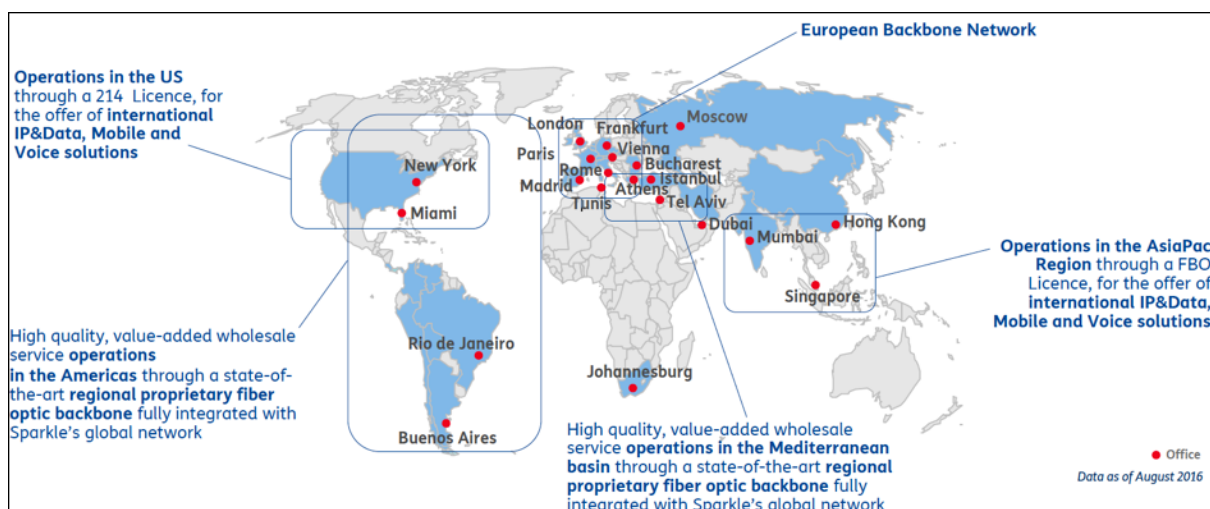 European Backbone Network
Operations in the US
through a 214 Licence, for
the offer of international
IP&Data, Mobile and
Voice solutions
London
Frankfurt
Moscow
Paris
Vienna
Bucharest
Rome
Istanbul
Madrid
Athens
Tunis
Tel Aviv
New York
Miami
Dubai
Hong Kong
Mumbai
Singapore
Operations in the AsiaPac
Region through a FBO
Licence, for the offer of
international IP&Data,
Mobile and Voice solutions
High quality, value-added wholesale
service operations
in the Americas through a state-of-
the-art regional proprietary fiber
optic backbone fully integrated with
Sparkle's global network
Rio de Janeiro
Buenos Aires
Johannesburg
High quality, value-added wholesale
service operations in the Mediterranean
basin through a state-of-the-art regional
proprietary fiber optic backbone fully
integrated with Sparkle's global network
Office
Data as of August 2016